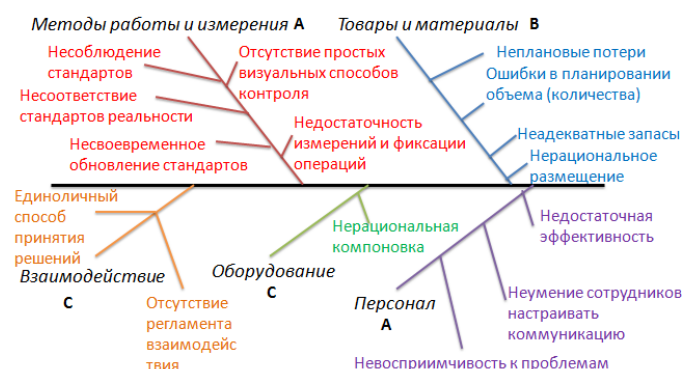 Методы работы и измерения A
Товары и материалы B
Несоблюдение
стандартов
Несоответствие
стандартов реальности
Несвоевременное
обновление стандартов
Отсутствие простых
визуальных способов
контроля
Недостаточность
измерений и фиксации
операций
Неплановые потери
Ошибки в планировании
объема (количества)
Неадекватные запасы
Нерациональное
размещение
Единоличный
способ
принятия
решений
Взаимодействие
C
Отсутствие
регламента
взаимодейс
твия
Нерациональная
компоновка
Оборудование
C
Персонал
A
Недостаточная
эффективность
Неумение сотрудников
настраивать
коммуникацию
Невосприимчивость к проблемам